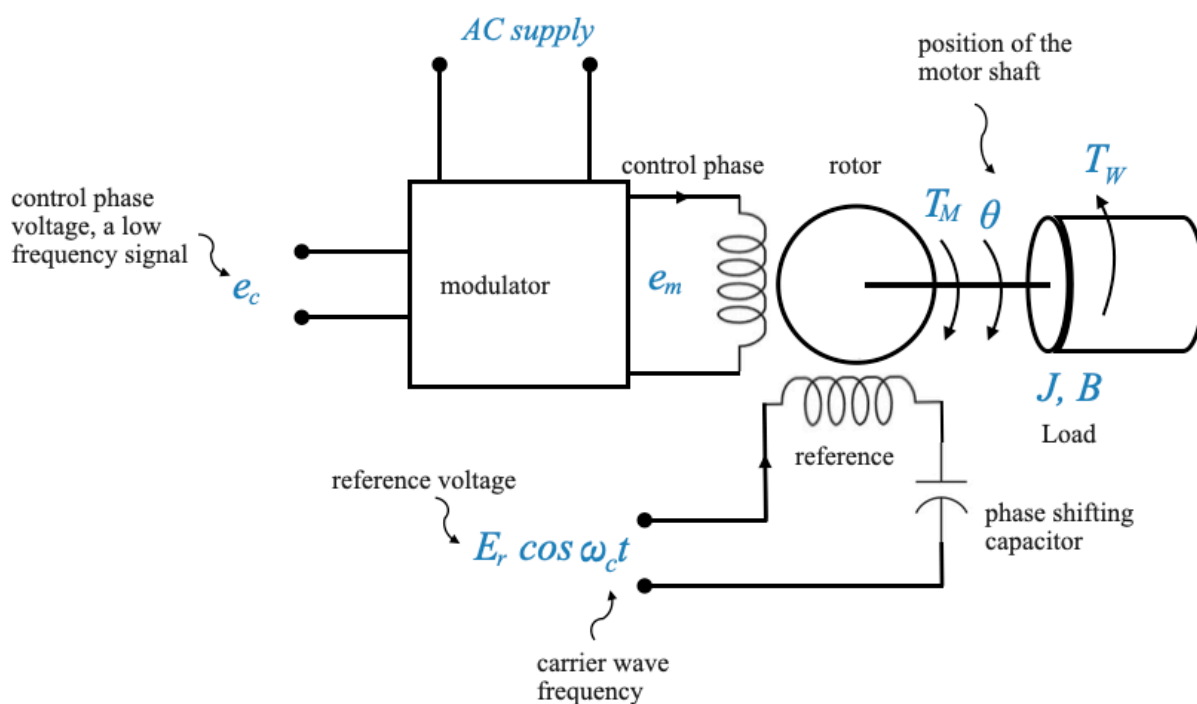 AC supply
position of the
motor shaft
control phase
rotor
T_W
control phase
voltage, a low
frequency signal
T_M
θ
e_c
modulator
e_m
J, B
Load
reference
reference voltage
phase shifting
capacitor
E_r cos ω_c t
carrier wave
frequency